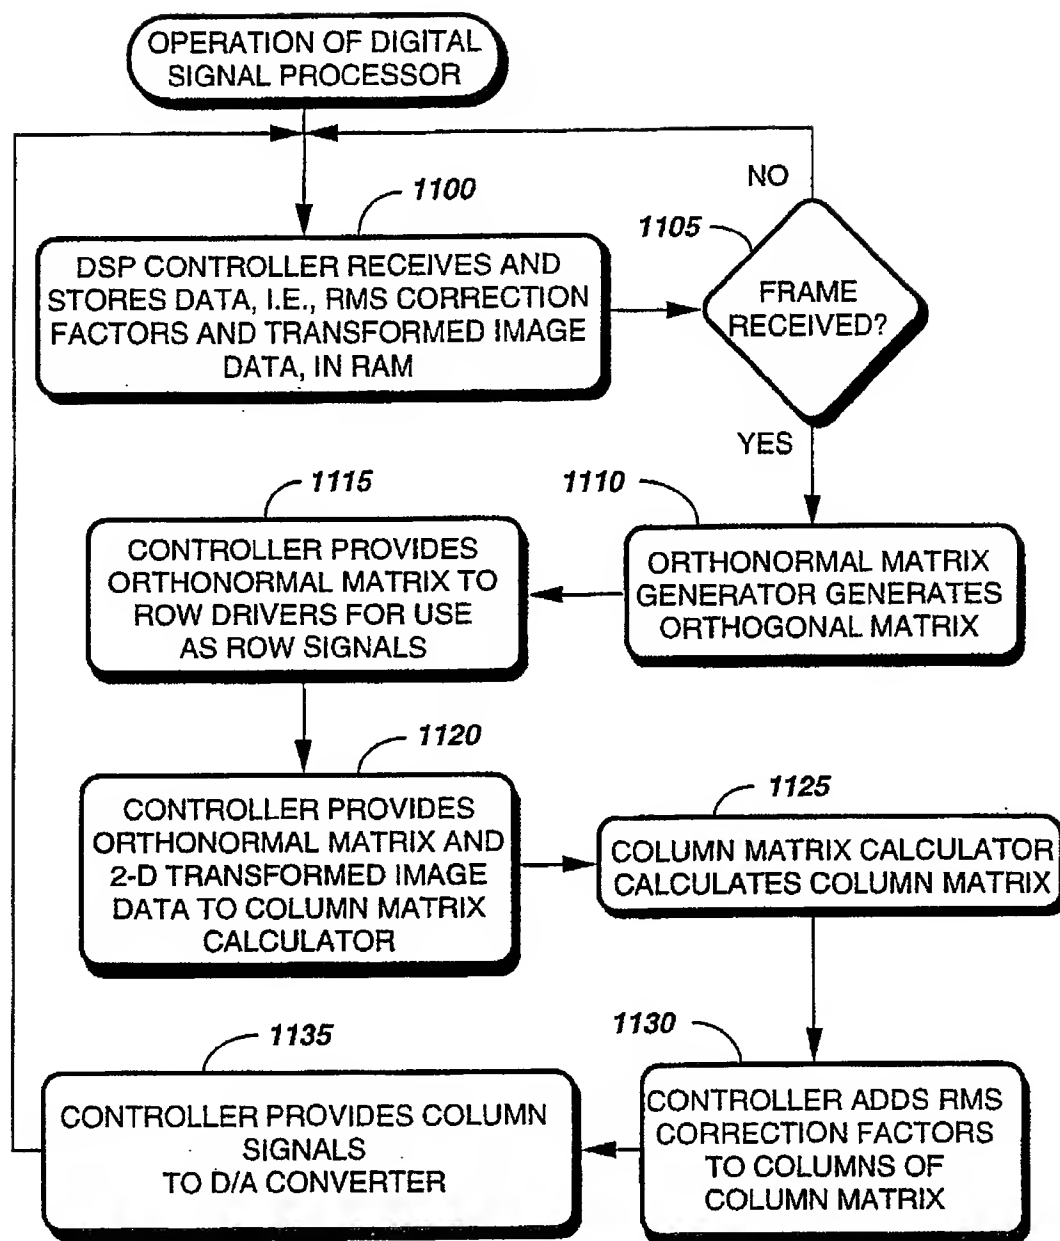 OPERATION OF DIGITAL
SIGNAL PROCESSOR
1100
DSP CONTROLLER RECEIVES AND
STORES DATA, I.E., RMS CORRECTION
FACTORS AND TRANSFORMED IMAGE
DATA, IN RAM
NO
1105
FRAME
RECEIVED?
YES
1110
ORTHONORMAL MATRIX
GENERATOR GENERATES
ORTHOGONAL MATRIX
1115
CONTROLLER PROVIDES
ORTHONORMAL MATRIX TO
ROW DRIVERS FOR USE
AS ROW SIGNALS
1120
CONTROLLER PROVIDES
ORTHONORMAL MATRIX AND
2-D TRANSFORMED IMAGE
DATA TO COLUMN MATRIX
CALCULATOR
1125
COLUMN MATRIX CALCULATOR
CALCULATES COLUMN MATRIX
1130
CONTROLLER ADDS RMS
CORRECTION FACTORS
TO COLUMNS OF
COLUMN MATRIX
1135
CONTROLLER PROVIDES COLUMN
SIGNALS
TO D/A CONVERTER